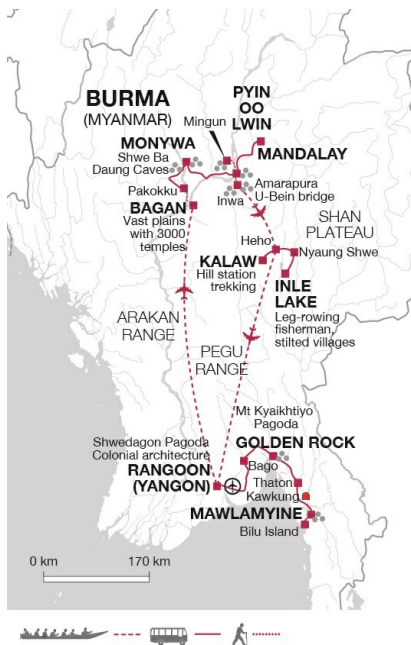 BURMA
(MYANMAR)
PYIN
OO
LWIN
Mingun
MONYWA
Shwe Ba
Daung Caves
MANDALAY
Pakokku
Inwa
Amarapura
U-Bein bridge
BAGAN
Vast plains
with 3000
temples
SHAN
PLATEAU
Heho
Nyaung Shwe
KALAW
Hill station
trekking
INLE
LAKE
Leg-rowing
fisherman,
stilted villages
ARAKAN
RANGE
PEGU
RANGE
Mt Kyaikhtiyo
Pagoda
Shwedagon Pagoda
Colonial architecture
GOLDEN ROCK
RANGOON
(YANGON)
Bago
Thaton
Kawkung
MAWLAMYINE
Bilu Island
0 km
170 km